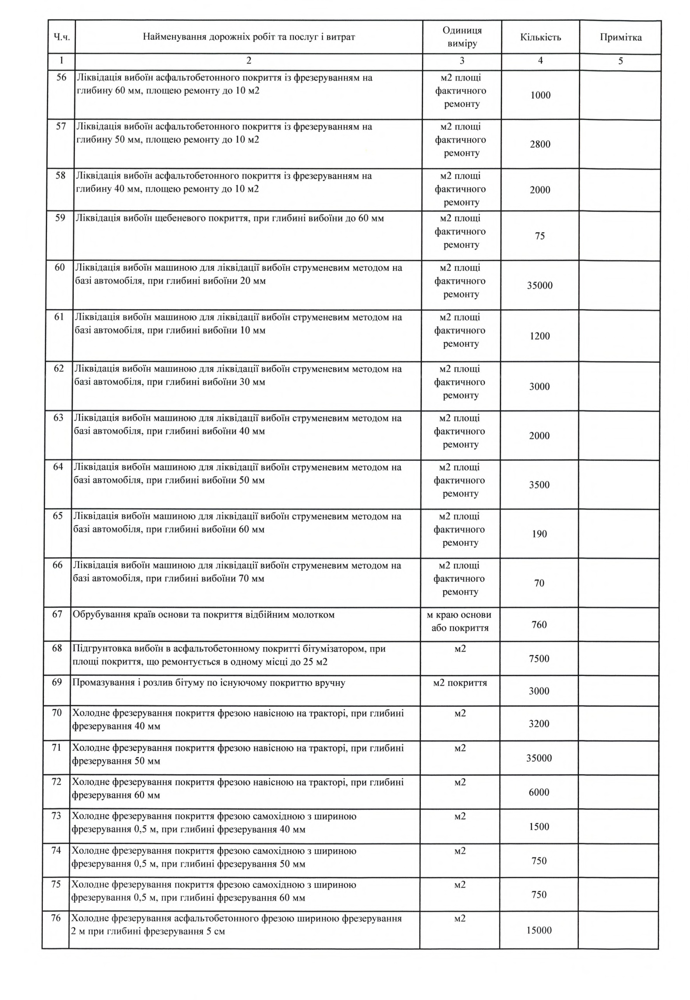 Ч.ч.
Найменування дорожніх робіт та послуг і витрат
Одиниця
виміру
Кількість
Примітка
1
2
3
4
5
56
Ліквідація вибоїн асфальтобетонного покриття із фрезеруванням на
глибину 60 мм, площею ремонту до 10 м2
м2 площі
фактичного
ремонту
1000
57
Ліквідація вибоїн асфальтобетонного покриття із фрезеруванням на
глибину 50 мм, площею ремонту до 10 м2
м2 площі
фактичного
ремонту
2800
58
Ліквідація вибоїн асфальтобетонного покриття із фрезеруванням на
глибину 40 мм, площею ремонту до 10 м2
м2 площі
фактичного
ремонту
2000
59
Ліквідація вибоїн щебеневого покриття, при глибині вибоїни до 60 мм
м2 площі
фактичного
ремонту
75
60
Ліквідація вибоїн машиною для ліквідації вибоїн струменевим методом на
базі автомобіля, при глибині вибоїни 20 мм
м2 площі
фактичного
ремонту
35000
61
Ліквідація вибоїн машиною для ліквідації вибоїн струменевим методом на
базі автомобіля, при глибині вибоїни 10 мм
м2 площі
фактичного
ремонту
1200
62
Ліквідація вибоїн машиною для ліквідації вибоїн струменевим методом на
базі автомобіля, при глибині вибоїни 30 мм
м2 площі
фактичного
ремонту
3000
63
Ліквідація вибоїн машиною для ліквідації вибоїн струменевим методом на
базі автомобіля, при глибині вибоїни 40 мм
м2 площі
фактичного
ремонту
2000
64
Ліквідація вибоїн машиною для ліквідації вибоїн струменевим методом на
базі автомобіля, при глибині вибоїни 50 мм
м2 площі
фактичного
ремонту
3500
65
Ліквідація вибоїн машиною для ліквідації вибоїн струменевим методом на
базі автомобіля, при глибині вибоїни 60 мм
м2 площі
фактичного
ремонту
190
66
Ліквідація вибоїн машиною для ліквідації вибоїн струменевим методом на
базі автомобіля, при глибині вибоїни 70 мм
м2 площі
фактичного
ремонту
70
67
Обрубування країв основи та покриття відбійним молотком
м краю основи
або покриття
760
68
Підгрунтовка вибоїн в асфальтобетонному покритті бітумізатором, при
площі покриття, що ремонтується в одному місці до 25 м2
м2
7500
69
Промазування і розлив бітуму по існуючому покриттю вручну
м2 покриття
3000
70
Холодне фрезерування покриття фрезою навісною на тракторі, при глибині
фрезерування 40 мм
м2
3200
71
Холодне фрезерування покриття фрезою навісною на тракторі, при глибині
фрезерування 50 мм
м2
35000
72
Холодне фрезерування покриття фрезою навісною на тракторі, при глибині
фрезерування 60 мм
м2
6000
73
Холодне фрезерування покриття фрезою самохідною з шириною
фрезерування 0,5 м, при глибині фрезерування 40 мм
м2
1500
74
Холодне фрезерування покриття фрезою самохідною з шириною
фрезерування 0,5 м, при глибині фрезерування 50 мм
м2
750
75
Холодне фрезерування покриття фрезою самохідною з шириною
фрезерування 0,5 м, при глибині фрезерування 60 мм
м2
750
76
Холодне фрезерування асфальтобетонного фрезою шириною фрезерування
2 м при глибині фрезерування 5 см
м2
15000